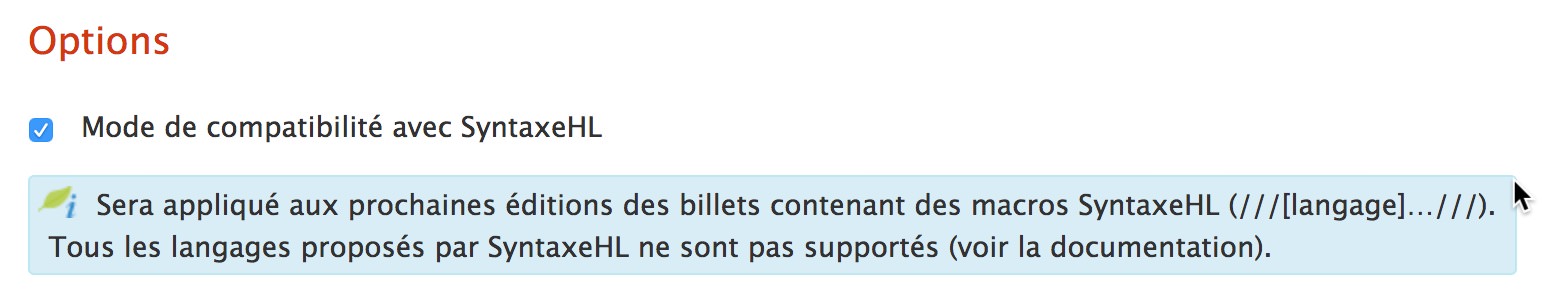 Options
Mode de compatibilité avec SyntaxeHL
Sera appliqué aux prochaines éditions des billets contenant des macros SyntaxeHL (///[langage]…///).
Tous les langages proposés par SyntaxeHL ne sont pas supportés (voir la documentation).